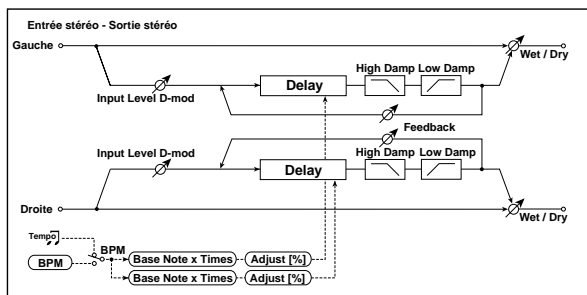 Entrée stéréo - Sortie stéréo
Gauche
Wet / Dry
High Damp Low Damp
Delay
Input Level D-mod
Feedback
Input Level D-mod
High Damp Low Damp
Delay
Droite
Wet / Dry
Tempo
BPM
BPM
Base Note x Times Adjust [%]
Base Note x Times Adjust [%]